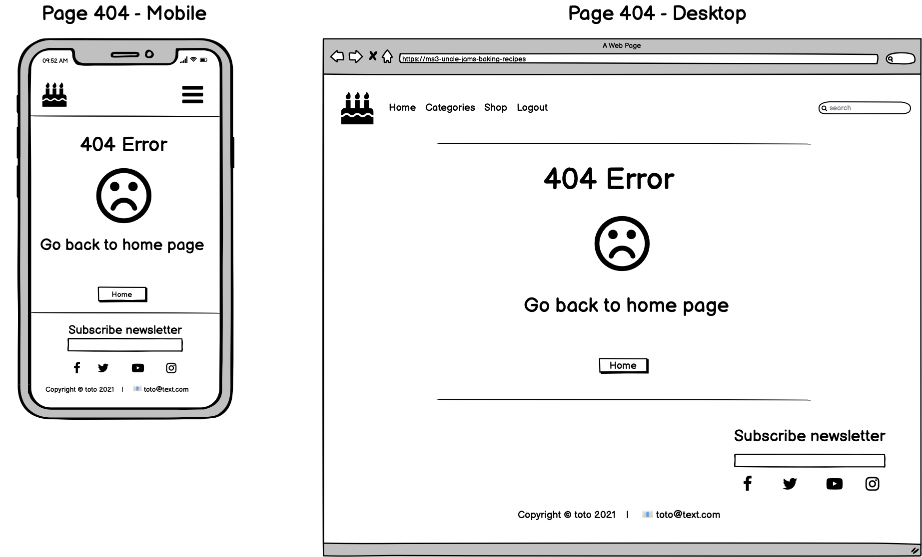 Page 404 - Mobile
09:52 AM
404 Error
Go back to home page
Home
Subscribe newsletter
Copyright © toto 2021 | toto@text.com
Page 404 - Desktop
A Web Page
https://ms3-uncle-joms-baking-recipes
Home Categories Shop Logout
search
404 Error
Go back to home page
Home
Subscribe newsletter
Copyright © toto 2021 | toto@text.com